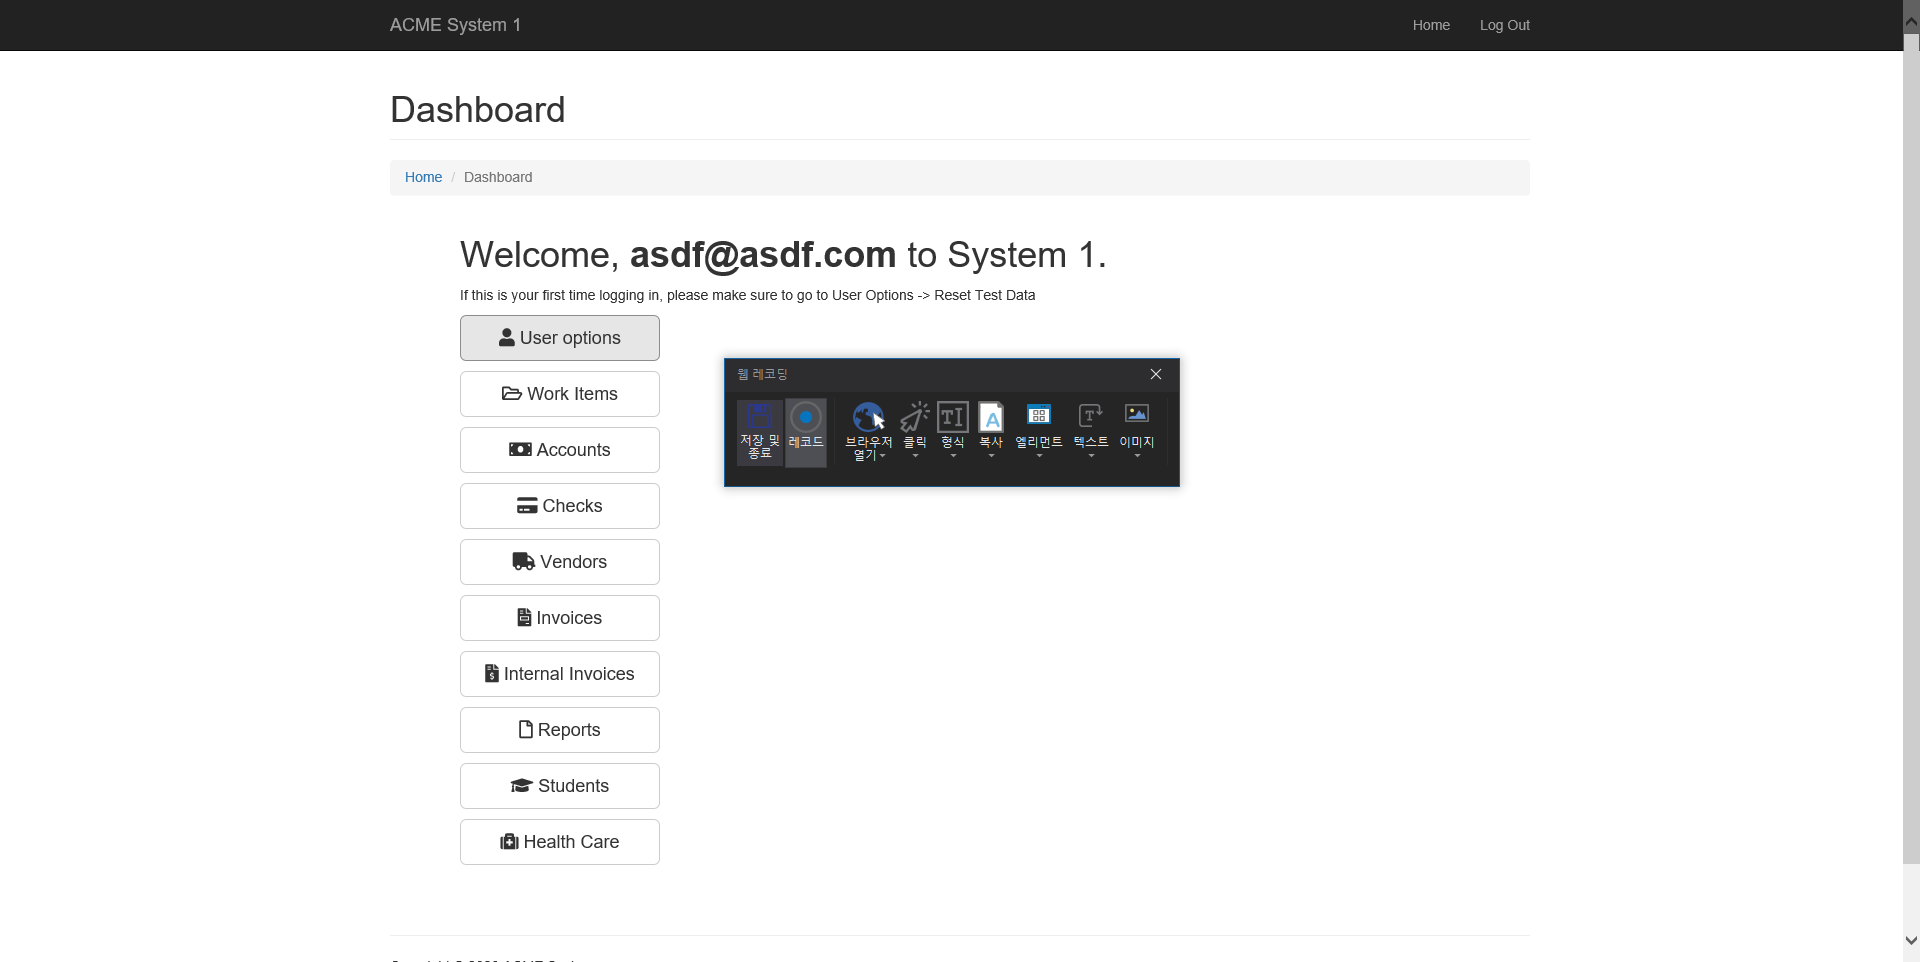 ACME System 1
Home
Log Out
Dashboard
Home / Dashboard
Welcome, asdf@asdf.com to System 1.
If this is your first time logging in, please make sure to go to User Options -> Reset Test Data
User options
Work Items
Accounts
Checks
Vendors
Invoices
Internal Invoices
Reports
Students
Health Care
웹 레코딩
저장 및
종료
레코드
브라우저
열기
클릭
형식
복사
엘리먼트
텍스트
이미지